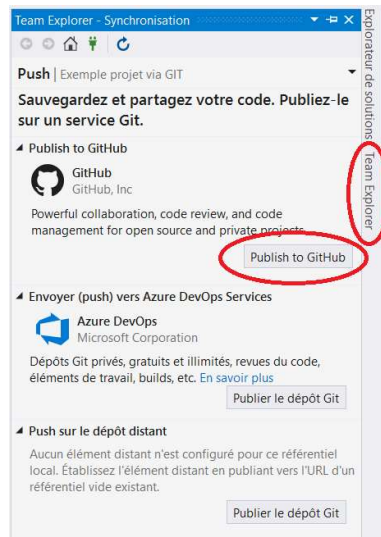 Team Explorer - Synchronisation
Push | Exemple projet via GIT
Sauvegardez et partagez votre code. Publiez-le
sur un service Git.
Publish to GitHub
GitHub
GitHub, Inc
Powerful collaboration, code review, and code
management for open source and private projects.
Publish to GitHub
Envoyer (push) vers Azure DevOps Services
Azure DevOps
Microsoft Corporation
Dépôts Git privés, gratuits et illimités, revues du code,
éléments de travail, builds, etc. En savoir plus
Publier le dépôt Git
Push sur le dépôt distant
Aucun élément distant n'est configuré pour ce référentiel
local. Établissez l'élément distant en publiant vers l'URL d'un
référentiel vide existant.
Publier le dépôt Git
Explorateur de solutions
Team Explorer